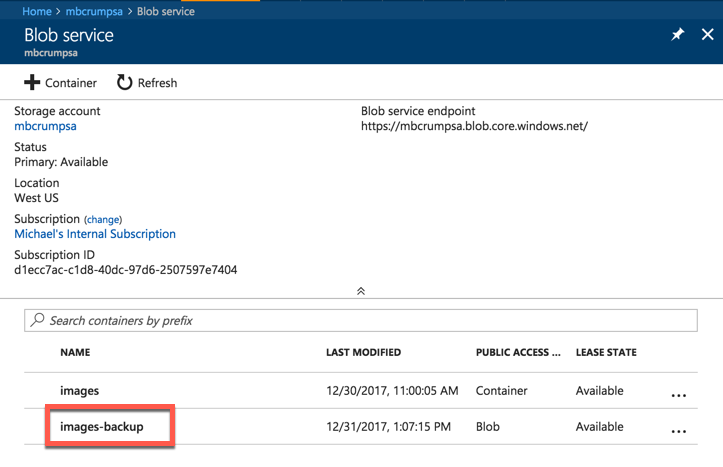 Home > mbcrumpsa > Blob service
Blob service
mbcrumpsa
Container Refresh
Storage account
mbcrumpsa
Status
Primary: Available
Location
West US
Subscription (change)
Michael's Internal Subscription
Subscription ID
d1ecc7ac-c1d8-40dc-97d6-2507597e7404
Blob service endpoint
https://mbcrumpsa.blob.core.windows.net/
Search containers by prefix
NAME LAST MODIFIED PUBLIC ACCESS ... LEASE STATE
images 12/30/2017, 11:00:05 AM Container Available ...
images-backup 12/31/2017, 1:07:15 PM Blob Available ...